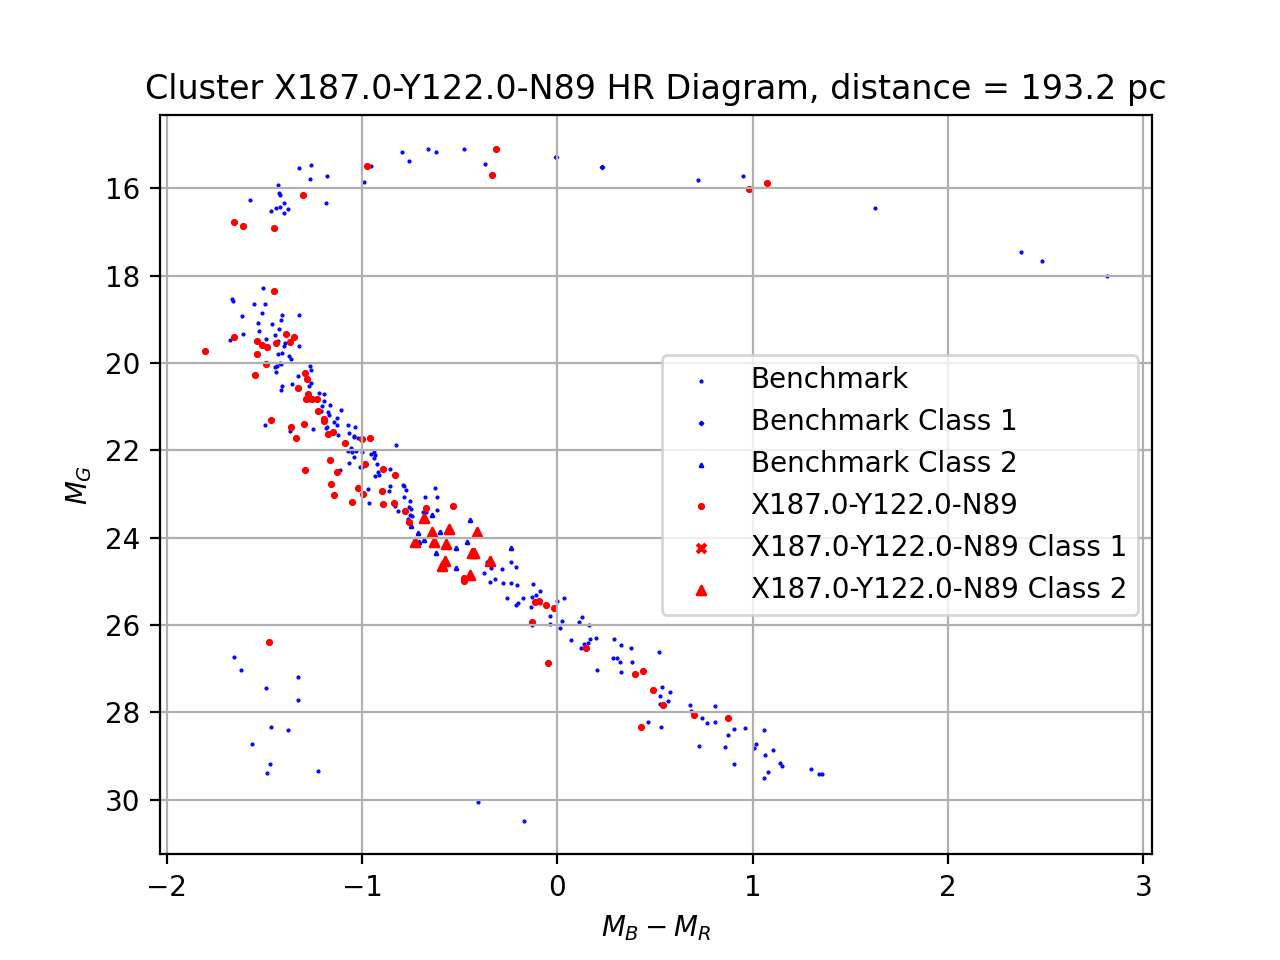 Cluster X187.0-Y122.0-N89 HR Diagram, distance = 193.2 pc
16
18
20
22
24
26
28
30
M_G
Benchmark
Benchmark Class 1
Benchmark Class 2
X187.0-Y122.0-N89
X187.0-Y122.0-N89 Class 1
X187.0-Y122.0-N89 Class 2
−2 −1 0 1 2 3
M_B − M_R